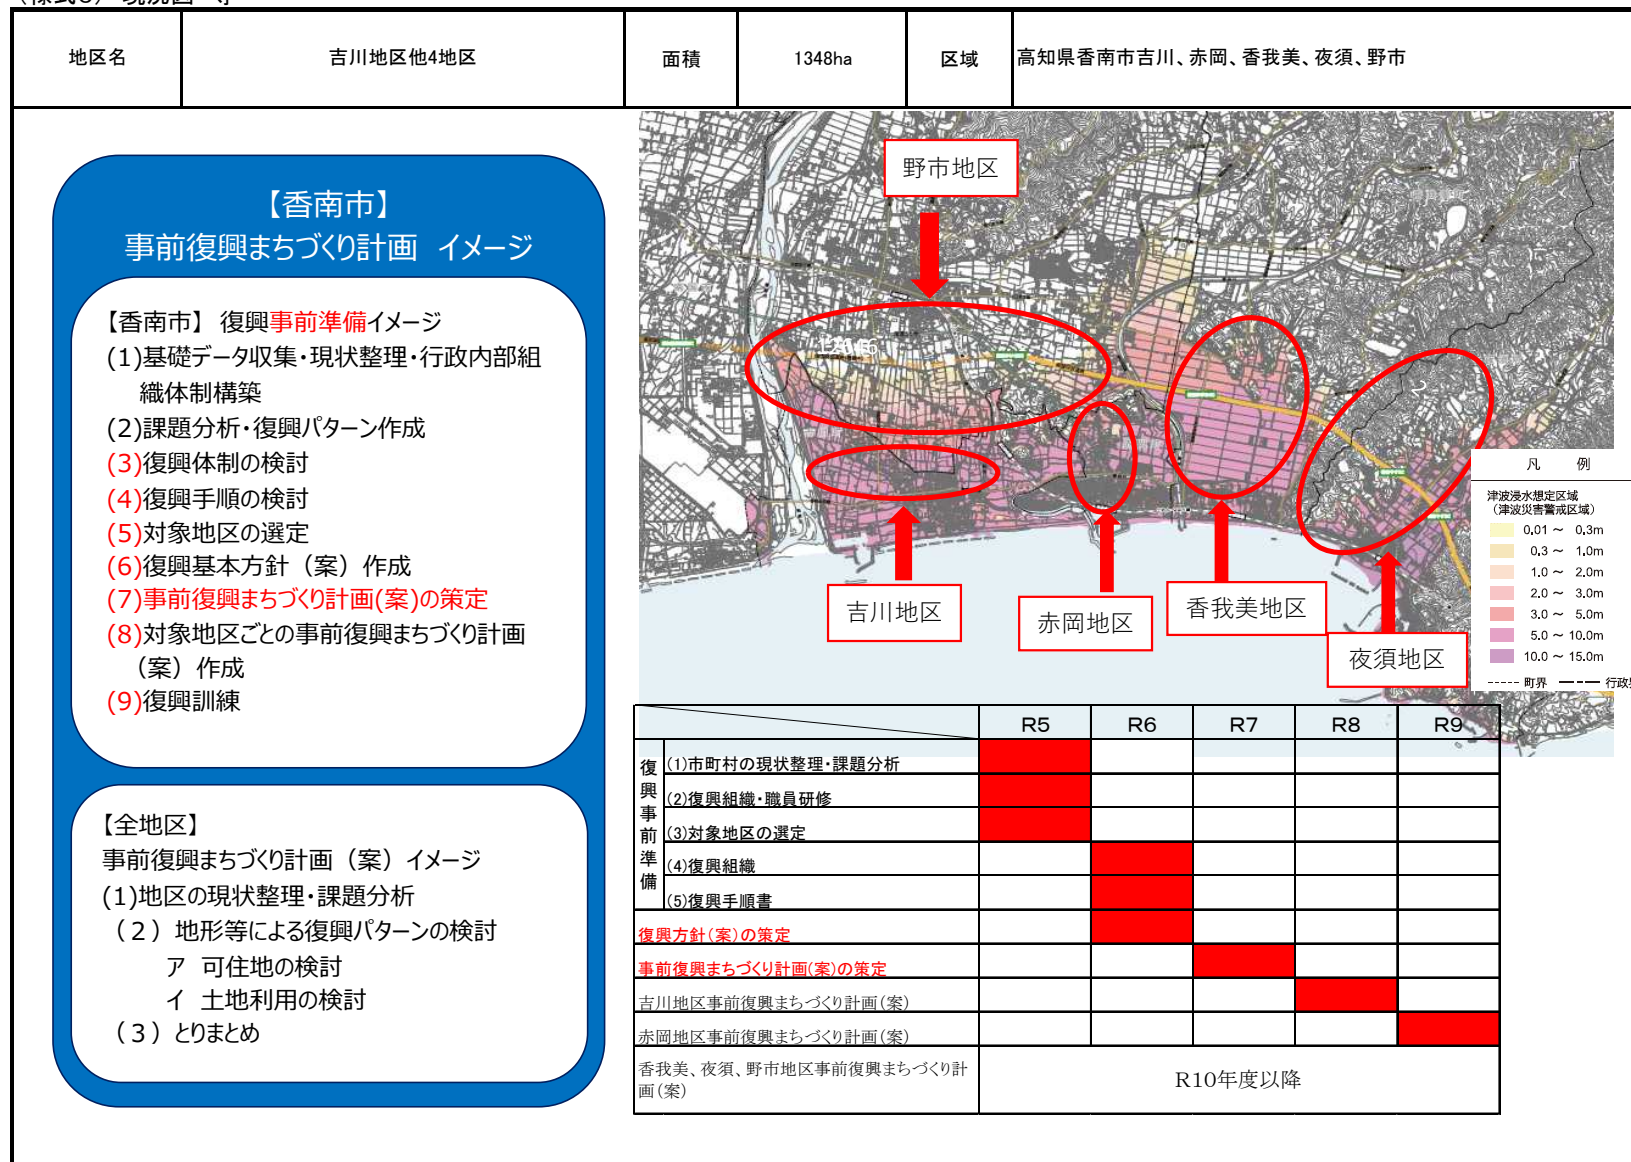 地区名
吉川地区他4地区
面積
1348ha
区域
高知県香南市吉川、赤岡、香我美、夜須、野市
【香南市】
事前復興まちづくり計画 イメージ
【香南市】 復興事前準備イメージ
(1)基礎データ収集・現状整理・行政内部組
織体制構築
(2)課題分析・復興パターン作成
(3)復興体制の検討
(4)復興手順の検討
(5)対象地区の選定
(6)復興基本方針（案）作成
(7)事前復興まちづくり計画(案)の策定
(8)対象地区ごとの事前復興まちづくり計画
（案）作成
(9)復興訓練
【全地区】
事前復興まちづくり計画（案）イメージ
(1)地区の現状整理・課題分析
（2）地形等による復興パターンの検討
ア 可住地の検討
イ 土地利用の検討
（3）とりまとめ
野市地区
吉川地区
赤岡地区
香我美地区
夜須地区
凡 例
津波浸水想定区域
（津波災害警戒区域）
0.01 ～ 0.3m
0.3 ～ 1.0m
1.0 ～ 2.0m
2.0 ～ 3.0m
3.0 ～ 5.0m
5.0 ～ 10.0m
10.0 ～ 15.0m
町界
R5 R6 R7 R8 R9
復興事前準備
(1)市町村の現状整理・課題分析
(2)復興組織・職員研修
(3)対象地区の選定
(4)復興組織
(5)復興手順書
復興方針(案)の策定
事前復興まちづくり計画(案)の策定
吉川地区事前復興まちづくり計画(案)
赤岡地区事前復興まちづくり計画(案)
香我美、夜須、野市地区事前復興まちづくり計
画(案)
R10年度以降